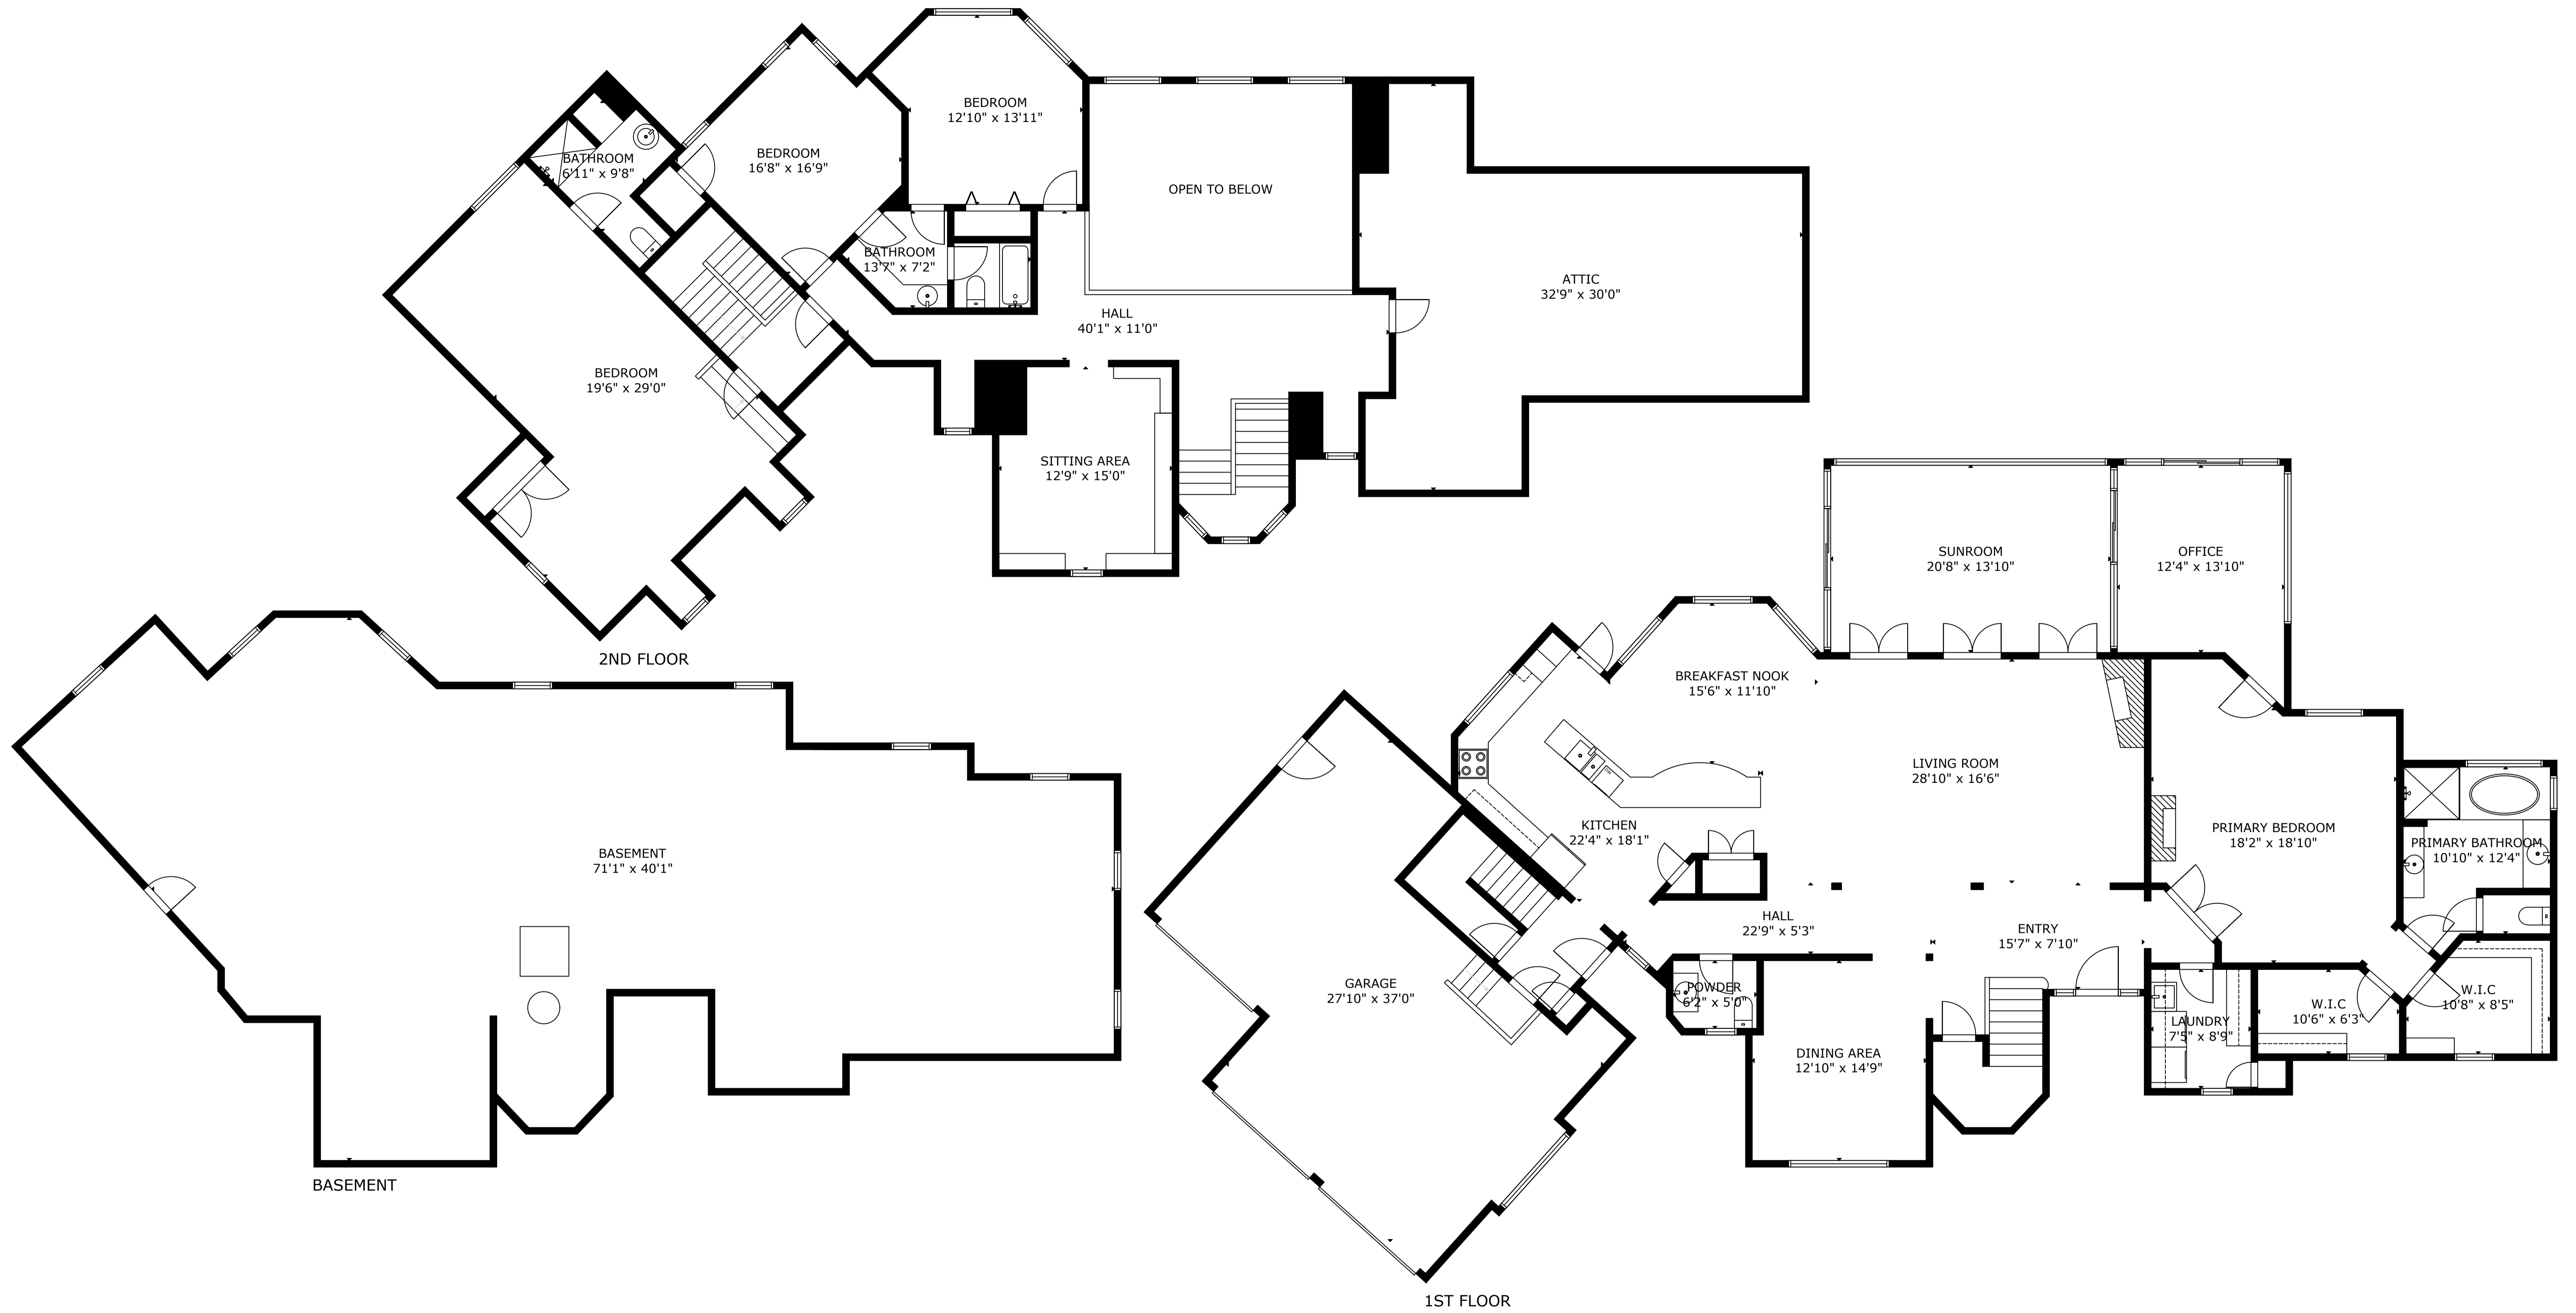 BEDROOM
12'10" x 13'11"
BEDROOM
16'8" x 16'9"
BATHROOM
6'11" x 9'8"
OPEN TO BELOW
BATHROOM
13'7" x 7'2"
ATTIC
32'9" x 30'0"
HALL
40'1" x 11'0"
BEDROOM
19'6" x 29'0"
SITTING AREA
12'9" x 15'0"
2ND FLOOR
BASEMENT
71'1" x 40'1"
BASEMENT
SUNROOM
20'8" x 13'10"
OFFICE
12'4" x 13'10"
BREAKFAST NOOK
15'6" x 11'10"
LIVING ROOM
28'10" x 16'6"
KITCHEN
22'4" x 18'1"
PRIMARY BEDROOM
18'2" x 18'10"
PRIMARY BATHROOM
10'10" x 12'4"
HALL
22'9" x 5'3"
ENTRY
15'7" x 7'10"
GARAGE
27'10" x 37'0"
POWDER
6'2" x 5'0"
W.I.C
10'8" x 8'5"
W.I.C
10'6" x 6'3"
LAUNDRY
7'5" x 8'9"
DINING AREA
12'10" x 14'9"
1ST FLOOR